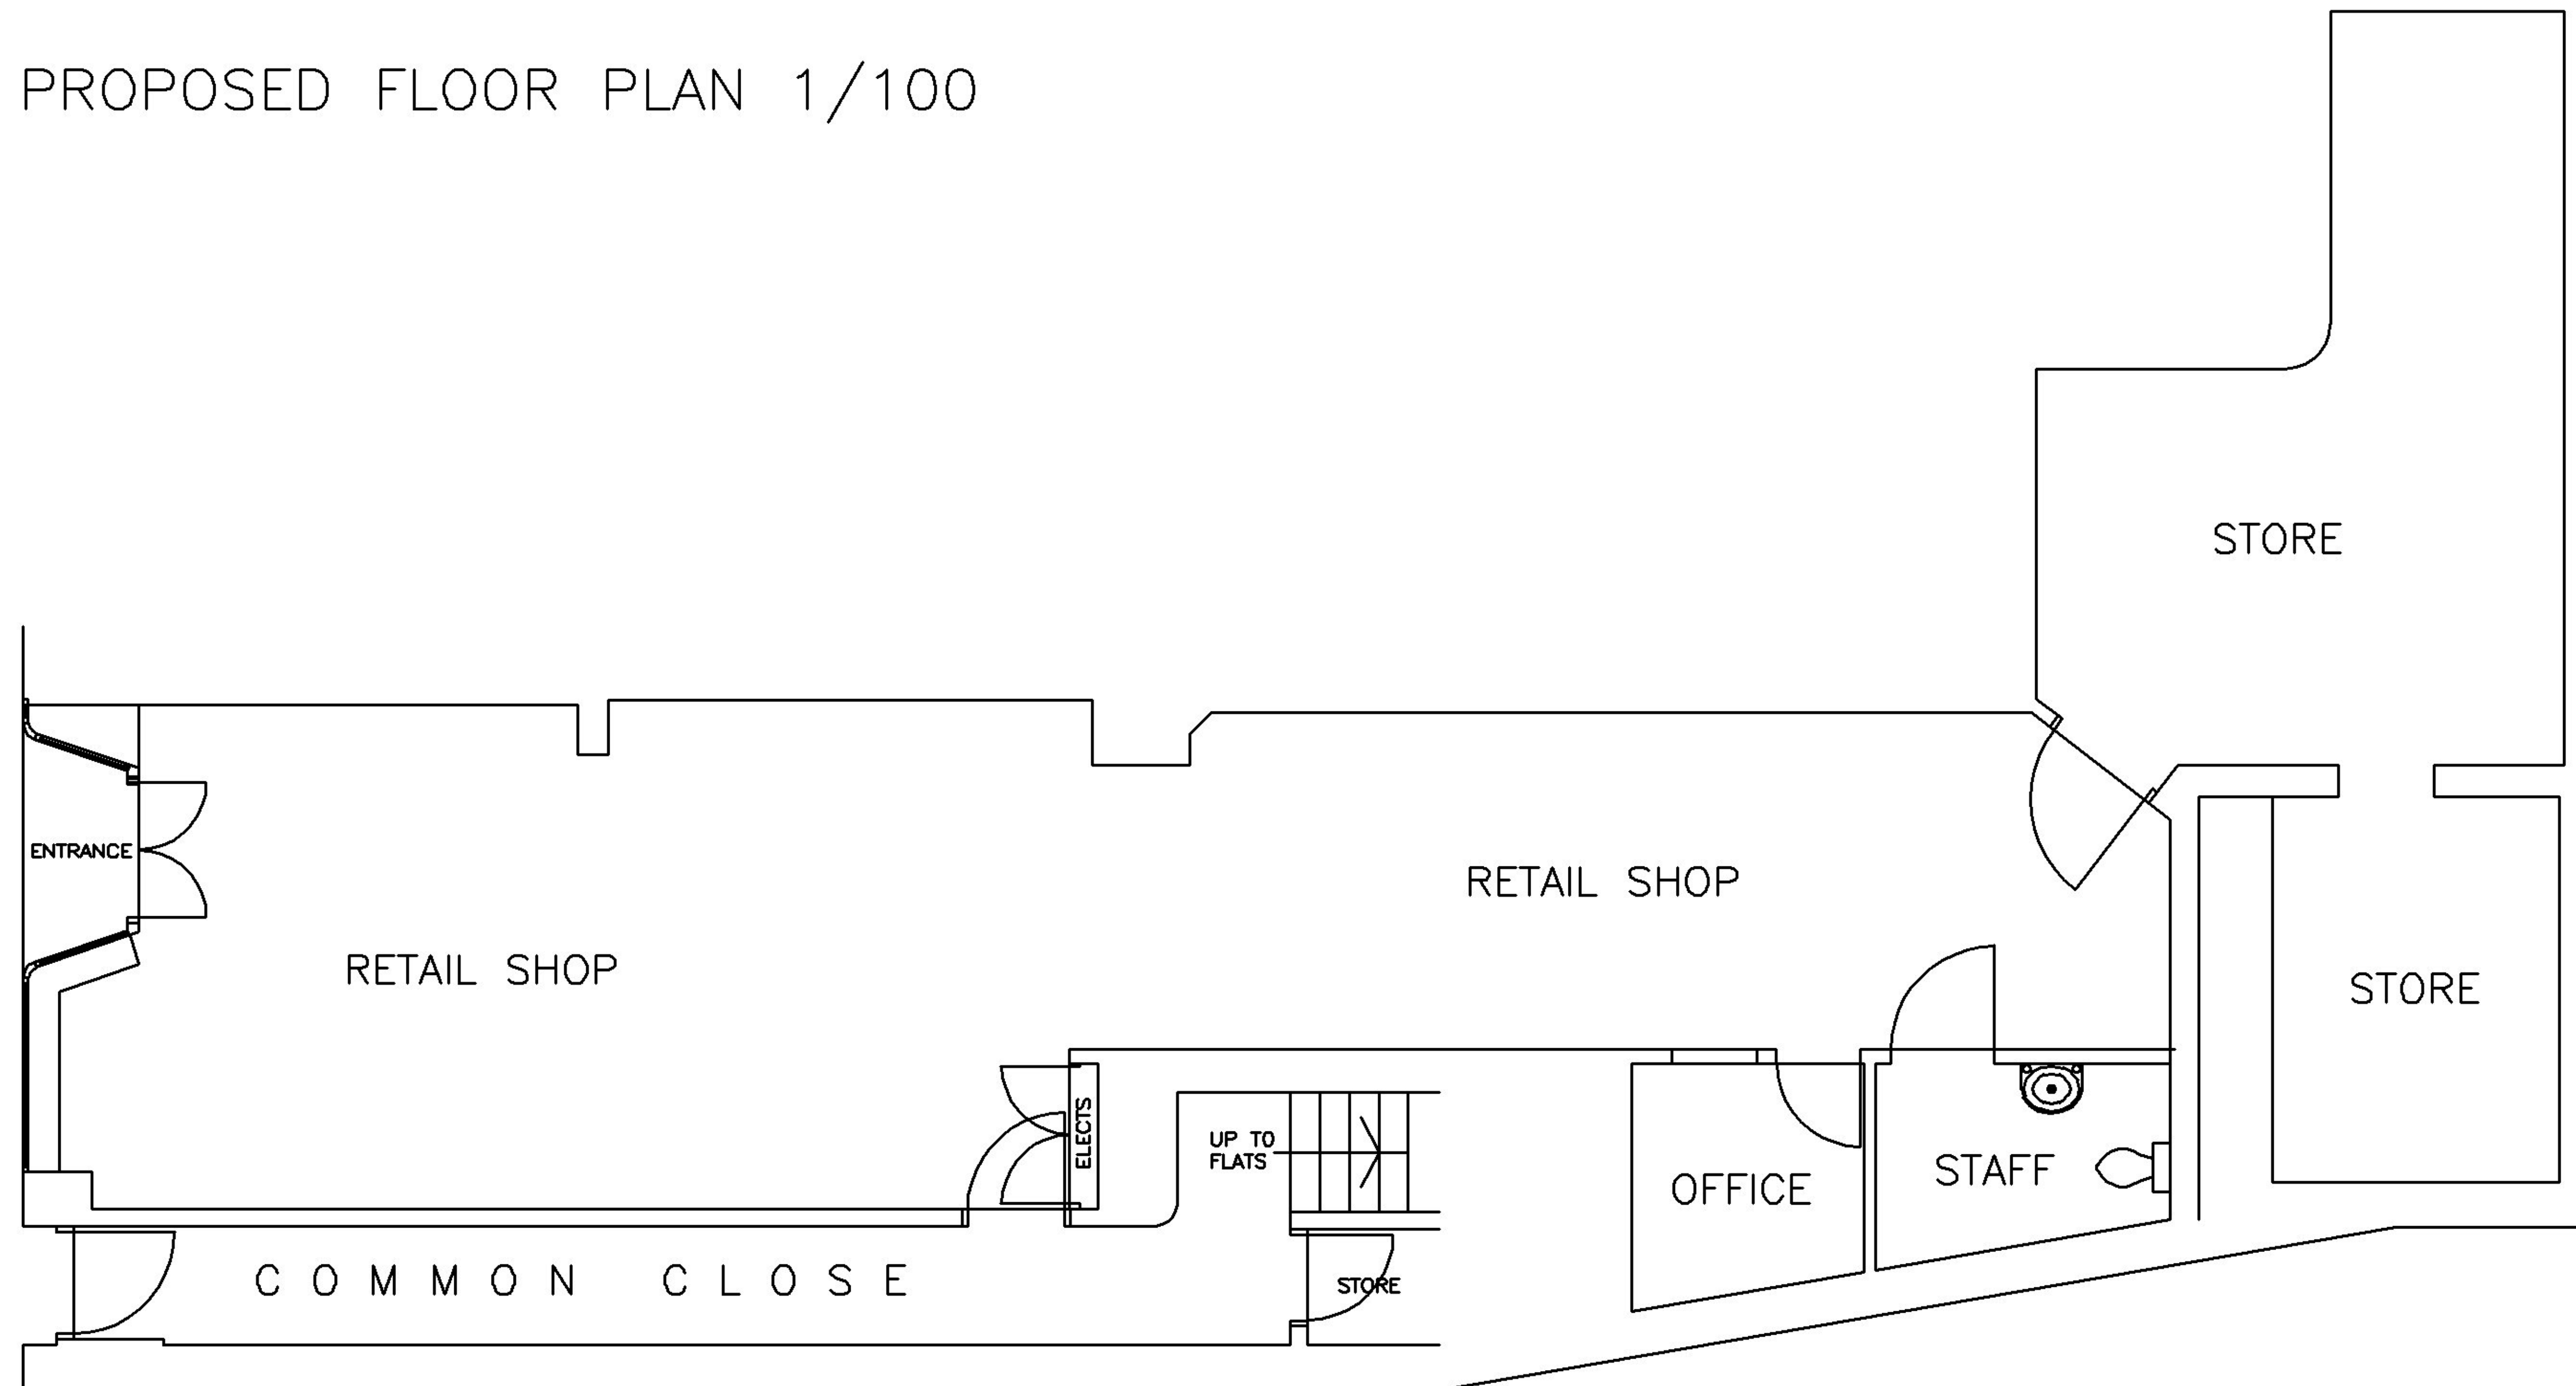 PROPOSED FLOOR PLAN 1/100
STORE
ENTRANCE
RETAIL SHOP
RETAIL SHOP
STORE
ELECTS
UP TO
FLATS
OFFICE
STAFF
COMMON CLOSE
STORE